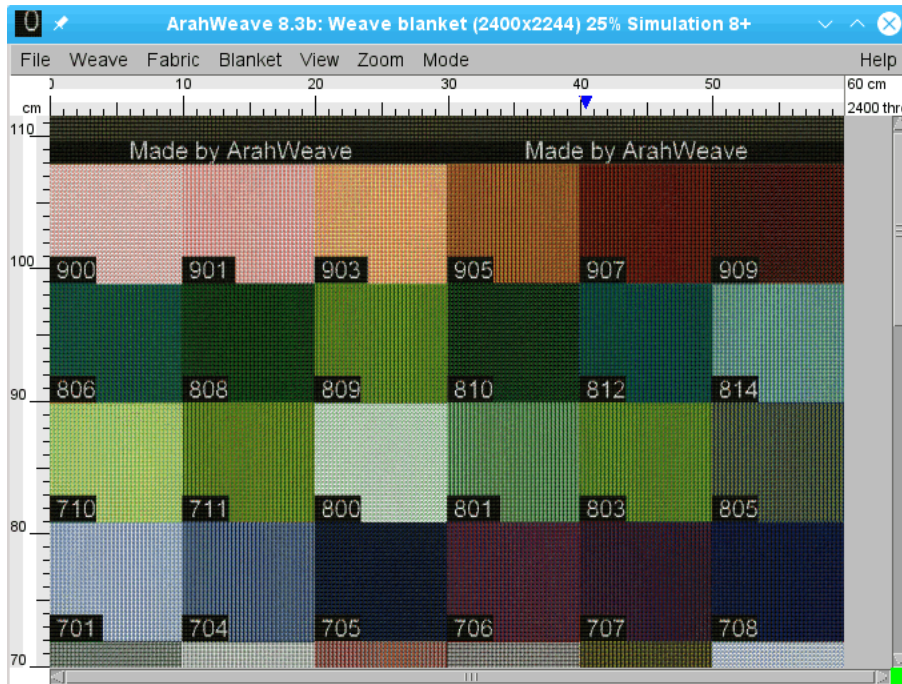 ArahWeave 8.3b: Weave blanket (2400x2244) 25% Simulation 8+
File Weave Fabric Blanket View Zoom Mode Help
10 20 30 40 50 60 cm
cm 2400 thre
110
Made by ArahWeave Made by ArahWeave
100 900 901 903 905 907 909
90 806 808 809 810 812 814
710 711 800 801 803 805
80
701 704 705 706 707 708
70